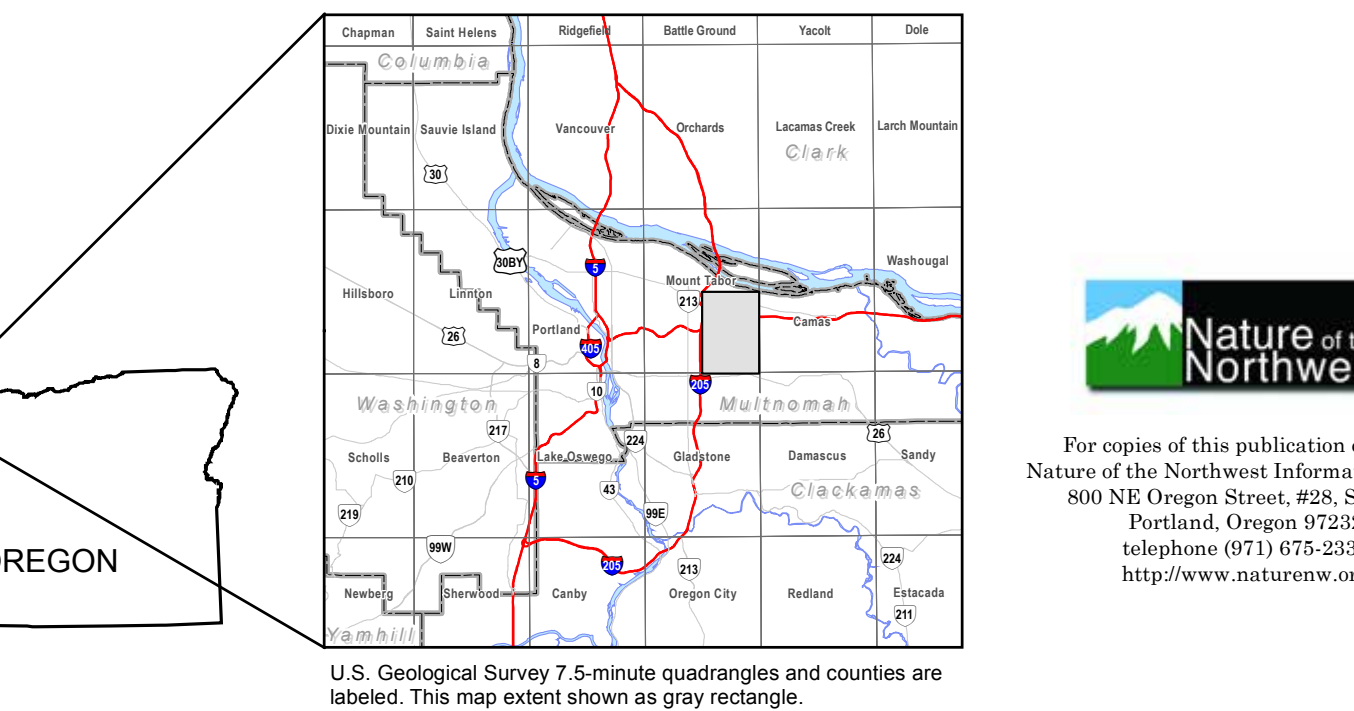 Chapman Saint Helens Ridgefield Battle Ground Yacolt Dole
Columbia
Dixie Mountain Sauvie Island Vancouver Orchards Lacamas Creek Larch Mountain
Clark
30
30BY
5
Mount Tabor
Washougal
Hillsboro Linnton
213
Camas
26
Portland
405
8
205
10
Washington
Multnomah
217
224
26
Scholls Beaverton Lake Oswego Gladstone Damascus Sandy
210
5
43
Clackamas
219
99E
99W
205
213
224
Newberg Sherwood Canby Oregon City Redland Estacada
211
Yamhill
REGON
U.S. Geological Survey 7.5-minute quadrangles and counties are
labeled. This map extent shown as gray rectangle.
Nature of t
Northwe
For copies of this publication
Nature of the Northwest Informa
800 NE Oregon Street, #28, S
Portland, Oregon 97232
telephone (971) 675-233
http://www.naturenw.or